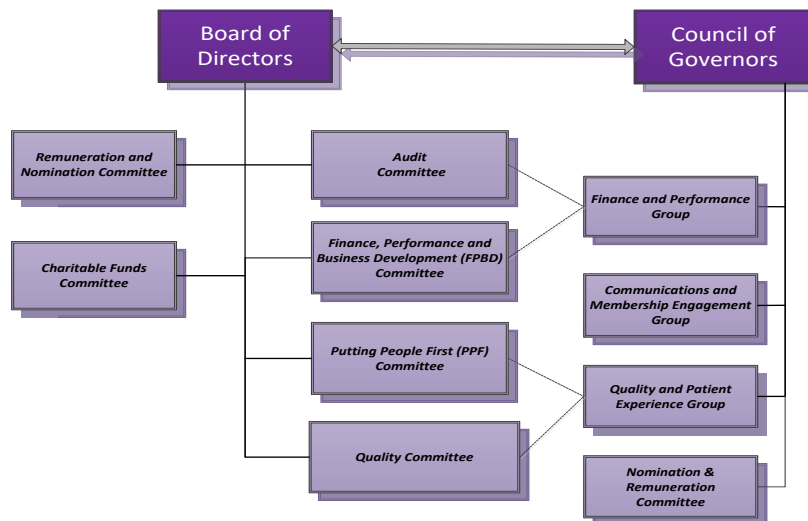 Board of
Directors
Council of
Governors
Remuneration and
Nomination Committee
Audit
Committee
Finance and Performance
Group
Charitable Funds
Committee
Finance, Performance and
Business Development (FPBD)
Committee
Communications and
Membership Engagement
Group
Putting People First (PPF)
Committee
Quality and Patient
Experience Group
Quality Committee
Nomination &
Remuneration
Committee